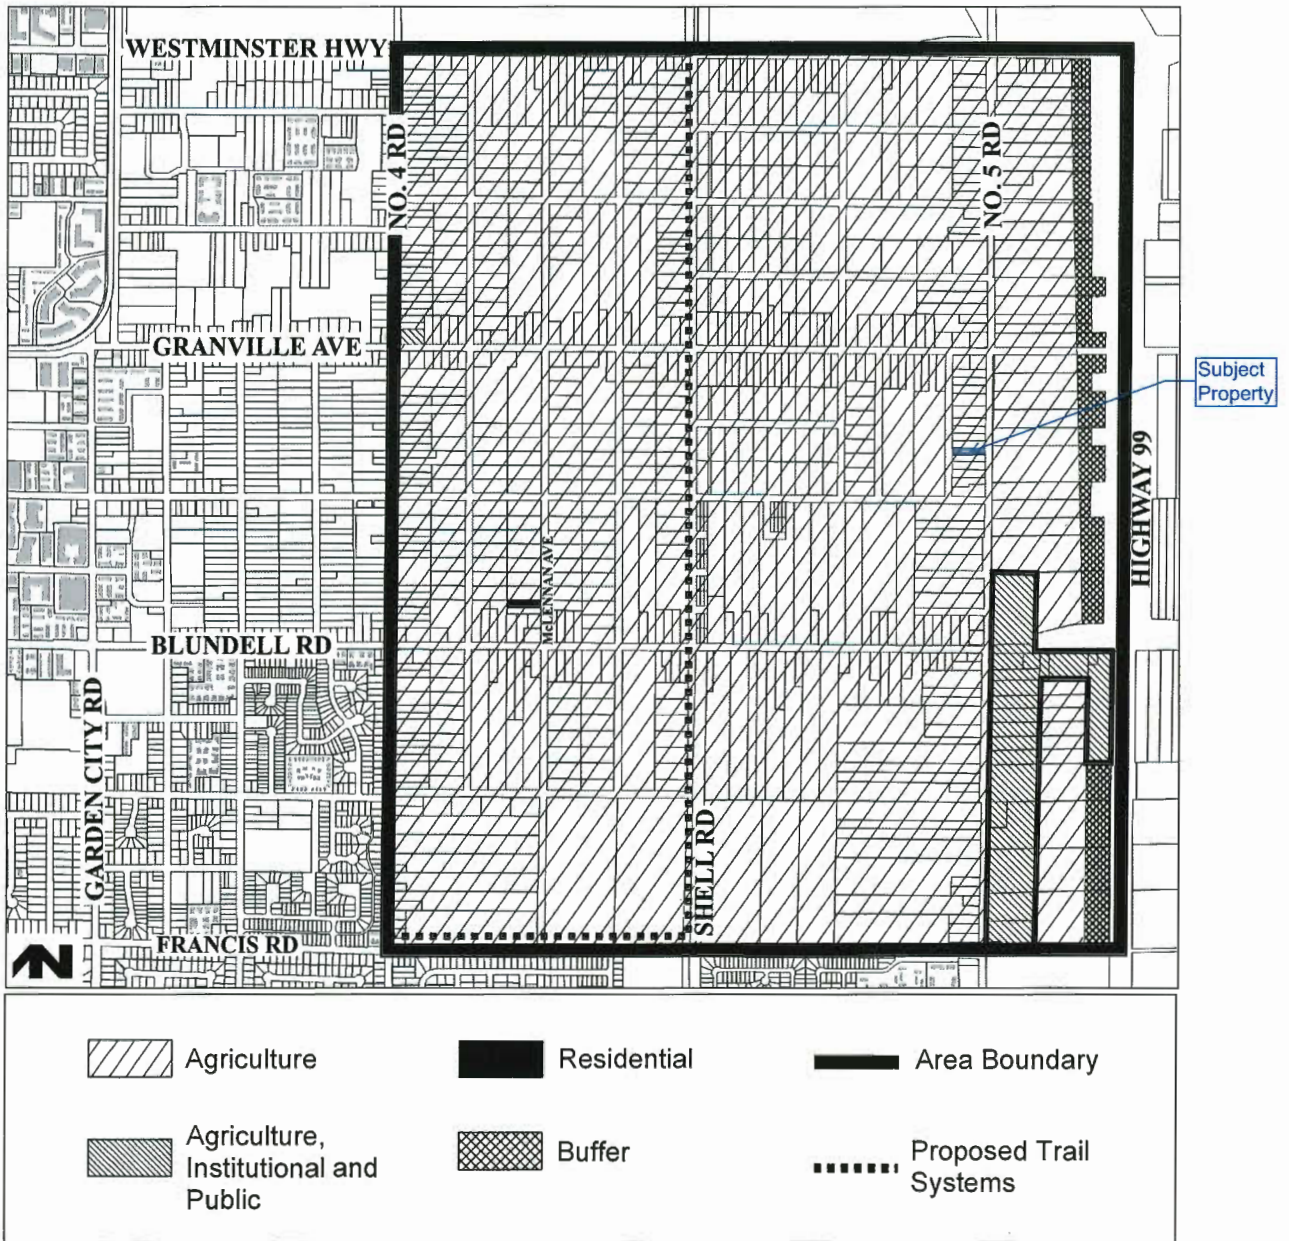 WESTMINSTER HWY
NO. 4 RD
NO. 5 RD
GRANVILLE AVE
Subject
Property
HIGHWAY 99
McLENNAN AVE
BLUNDELL RD
GARDEN CITY RD
SHELL RD
FRANCIS RD
N
Agriculture
Residential
Area Boundary
Agriculture,
Institutional and
Public
Buffer
Proposed Trail
Systems